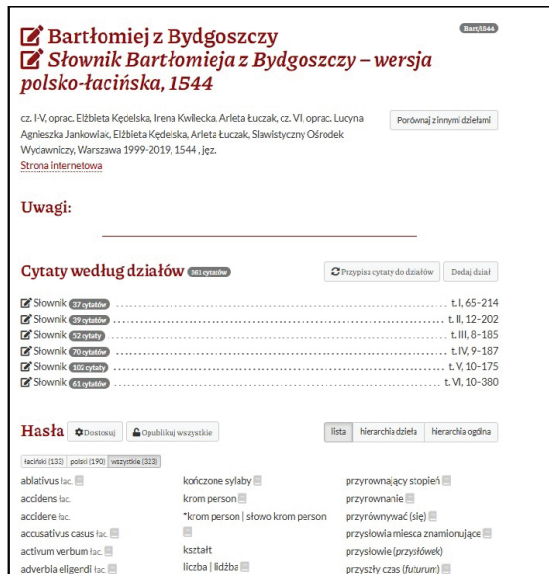 Bartłomiej z Bydgoszczy
Bart/1544
Słownik Bartłomieja z Bydgoszczy – wersja
polsko-łacińska, 1544
cz. I-V, oprac. Elżbieta Kędelska, Irena Kwilecka, Arleta Łuczak, cz. VI, oprac. Lucyna
Agnieszka Jankowiak, Elżbieta Kędelska, Arleta Łuczak, Slawistyczny Ośrodek
Wydawniczy, Warszawa 1999-2019, 1544 , jęz.
Porównaj z innymi dziełami
Strona internetowa
Uwagi:
Cytaty według działów 361 cytatów
Przypisz cytaty do działów Dodaj dział
Słownik 37 cytatów t. I, 65-214
Słownik 39 cytatów t. II, 12-202
Słownik 52 cytaty t. III, 8-185
Słownik 70 cytatów t. IV, 9-187
Słownik 102 cytaty t. V, 10-175
Słownik 61 cytatów t. VI, 10-380
Hasła Dostosuj Opublikuj wszystkie lista hierarchia dzieła hierarchia ogólna
łaciński (133) polski (190) wszystkie (323)
ablativus łac.
accidens łac.
accidere łac.
accusativus casus łac.
activum verbum łac.
adverbia eligendi łac.
kończone sylaby
krom person
*krom person | słowo krom person
kształt
liczba | lidźba
przyrownający stopień
przyrownanie
przyrównywać (się)
przysłowia miesca znamionujące
przysłowie (przysłówek)
przyszły czas (futurum)